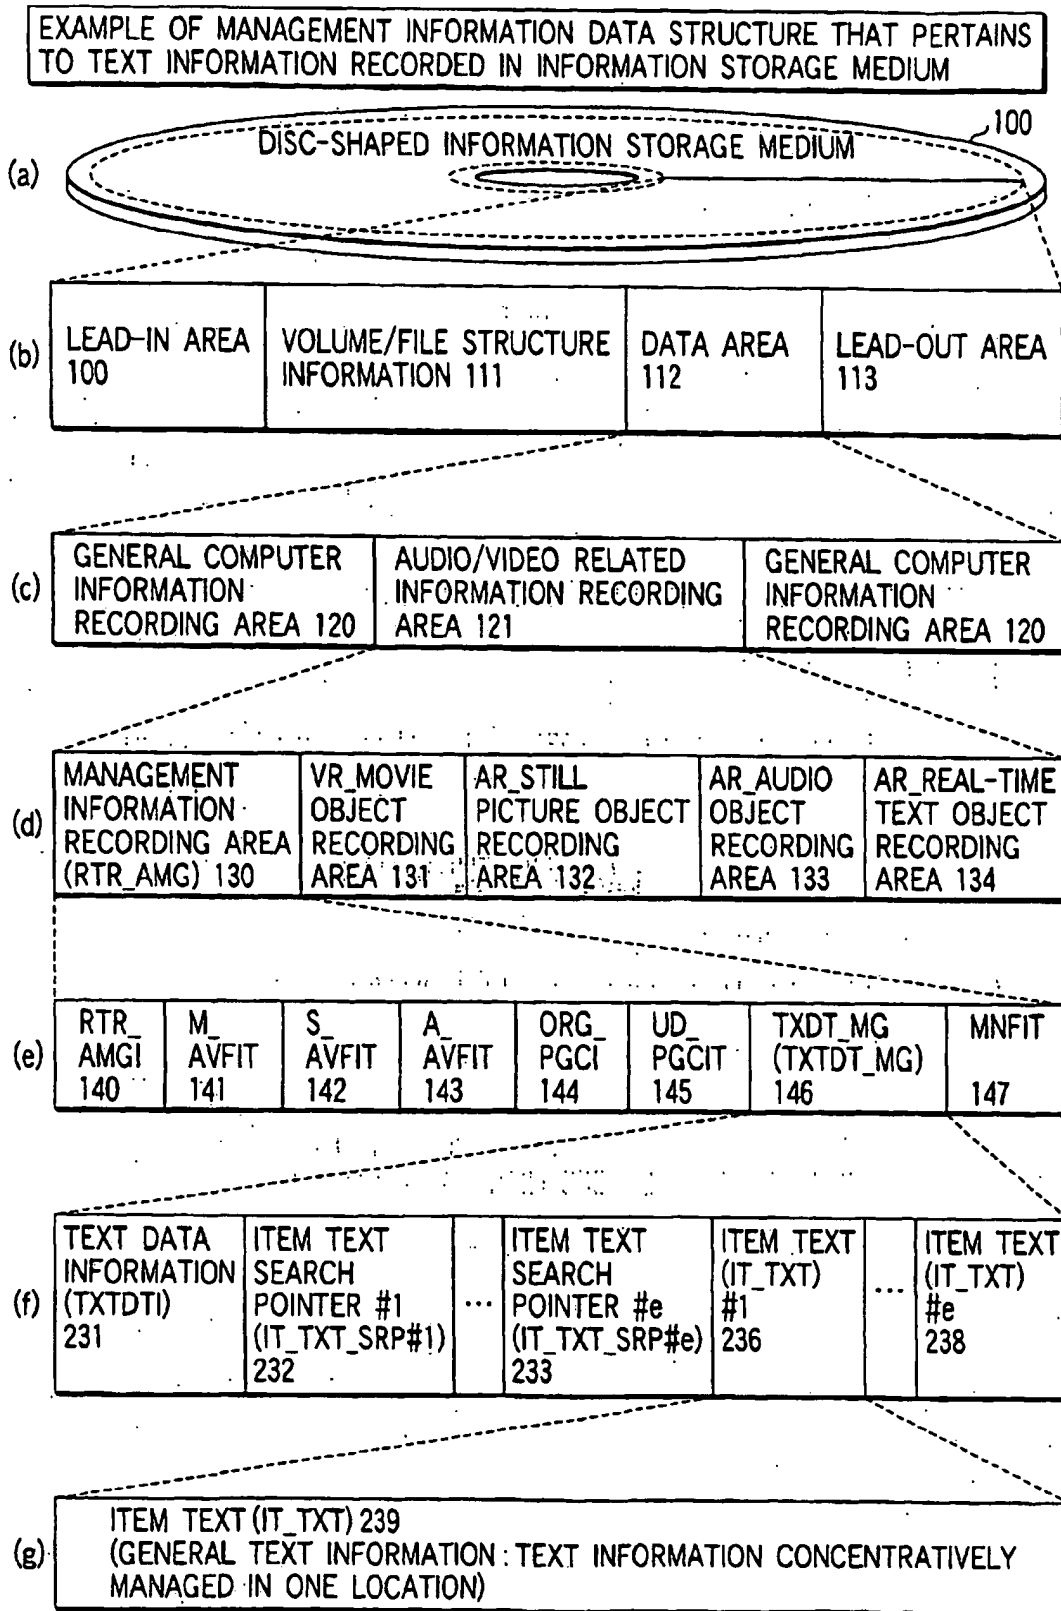 EXAMPLE OF MANAGEMENT INFORMATION DATA STRUCTURE THAT PERTAINS
TO TEXT INFORMATION RECORDED IN INFORMATION STORAGE MEDIUM
100
DISC-SHAPED INFORMATION STORAGE MEDIUM
(a)
(b)
LEAD-IN AREA
100
VOLUME/FILE STRUCTURE
INFORMATION 111
DATA AREA
112
LEAD-OUT AREA
113
(c)
GENERAL COMPUTER
INFORMATION
RECORDING AREA 120
AUDIO/VIDEO RELATED
INFORMATION RECORDING
AREA 121
GENERAL COMPUTER
INFORMATION
RECORDING AREA 120
(d)
MANAGEMENT
INFORMATION
RECORDING AREA
(RTR_AMG) 130
VR_MOVIE
OBJECT
RECORDING
AREA 131
AR_STILL
PICTURE OBJECT
RECORDING
AREA 132
AR_AUDIO
OBJECT
RECORDING
AREA 133
AR_REAL-TIME
TEXT OBJECT
RECORDING
AREA 134
(e)
RTR_
AMGI
140
M_
AVFIT
141
S_
AVFIT
142
A_
AVFIT
143
ORG_
PGCI
144
UD_
PGCIT
145
TXDT_MG
(TXTDT_MG)
146
MNFIT
147
(f)
TEXT DATA
INFORMATION
(TXTDTI)
231
ITEM TEXT
SEARCH
POINTER #1
(IT_TXT_SRP#1)
232
...
ITEM TEXT
SEARCH
POINTER #e
(IT_TXT_SRP#e)
233
ITEM TEXT
(IT_TXT)
#1
236
...
ITEM TEXT
(IT_TXT)
#e
238
(g)
ITEM TEXT (IT_TXT) 239
(GENERAL TEXT INFORMATION : TEXT INFORMATION CONCENTRATIVELY
MANAGED IN ONE LOCATION)